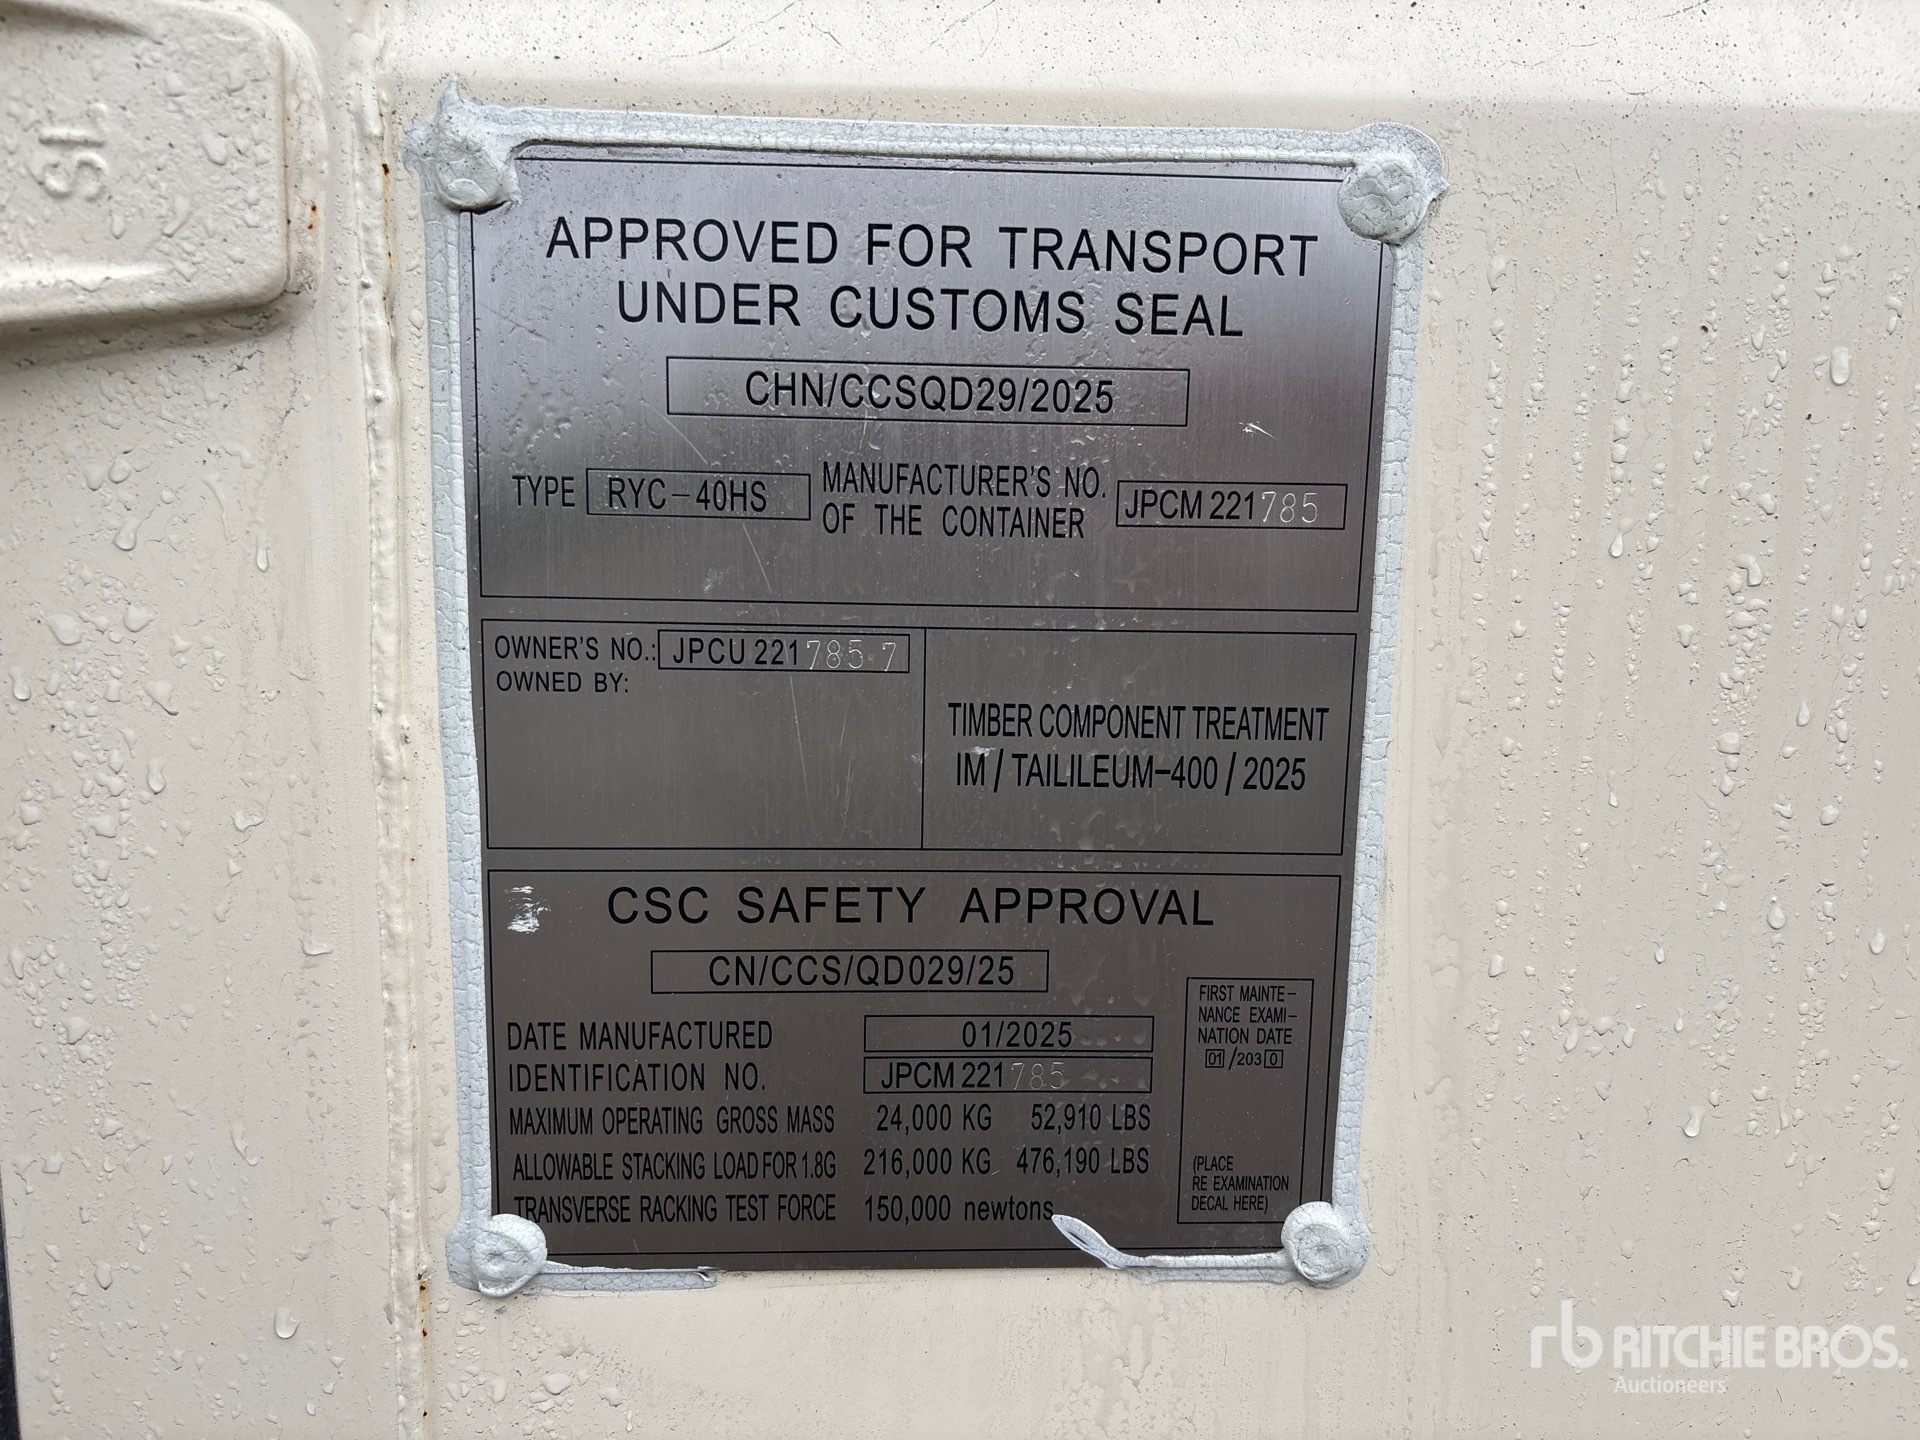 SL
APPROVED FOR TRANSPORT
UNDER CUSTOMS SEAL
CHN/CCSQD29/2025
TYPE RYC-40HS MANUFACTURER'S NO. OF THE CONTAINER JPCM 221785
OWNER'S NO.: JPCU 221785 7
OWNED BY:
TIMBER COMPONENT TREATMENT
IM / TAILILEUM-400 / 2025
CSC SAFETY APPROVAL
CN/CCS/QD029/25
DATE MANUFACTURED 01/2025
IDENTIFICATION NO. JPCM 221785
MAXIMUM OPERATING GROSS MASS 24,000 KG 52,910 LBS
ALLOWABLE STACKING LOAD FOR 1.8G 216,000 KG 476,190 LBS
TRANSVERSE RACKING TEST FORCE 150,000 newtons
FIRST MAINTE-
NANCE EXAMI-
NATION DATE
01/2030
(PLACE
RE EXAMINATION
DECAL HERE)
rb RITCHIE BROS.
Auctioneers